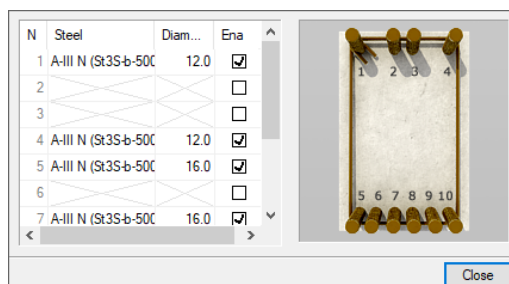 N Steel Diam... Ena
1 A-III N (St3S-b-500 12.0
2
3
4 A-III N (St3S-b-500 12.0
5 A-III N (St3S-b-500 16.0
6
7 A-III N (St3S-b-500 16.0
1 2 3 4
5 6 7 8 9 10
Close